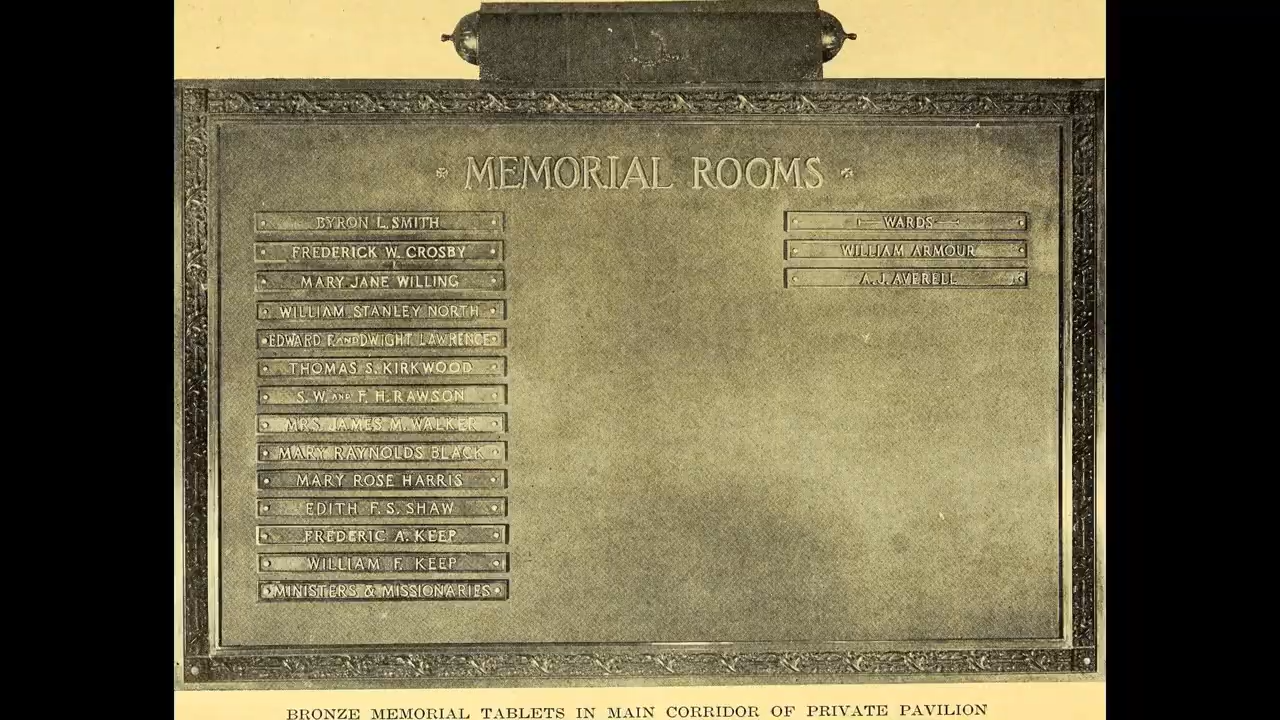 MEMORIAL ROOMS
BYRON L. SMITH
FREDERICK W. CROSBY
MARY JANE WILLING
WILLIAM STANLEY NORTH
EDWARD F. AND DWIGHT LAWRENCE
THOMAS S. KIRKWOOD
S. W. AND F. H. RAWSON
MRS. JAMES M. WALKER
MARY RAYNOLDS BLACK
MARY ROSE HARRIS
EDITH F. S. SHAW
FREDERIC A. KEEP
WILLIAM F. KEEP
MINISTERS & MISSIONARIES
WARDS
WILLIAM ARMOUR
A. J. AVERELL
BRONZE MEMORIAL TABLETS IN MAIN CORRIDOR OF PRIVATE PAVILION